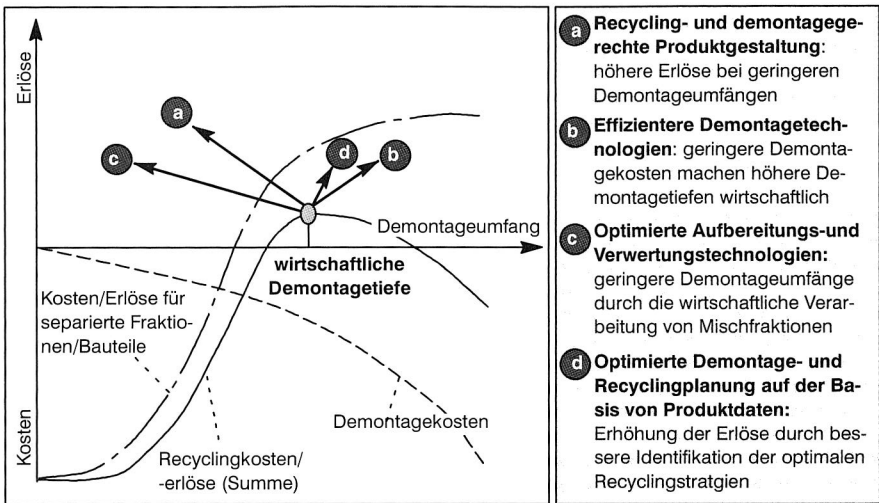 Erlöse
Kosten
a
c
d
b
Demontageumfang
wirtschaftliche
Demontagetiefe
Kosten/Erlöse für
separierte Fraktio-
nen/Bauteile
Demontagekosten
Recyclingkosten/
-erlöse (Summe)
a Recycling- und demontagege-
rechte Produktgestaltung:
höhere Erlöse bei geringeren
Demontageumfängen
b Effizientere Demontagetech-
nologien: geringere Demonta-
gekosten machen höhere De-
montagetiefen wirtschaftlich
c Optimierte Aufbereitungs-und
Verwertungstechnologien:
geringere Demontageumfänge
durch die wirtschaftliche Verar-
beitung von Mischfraktionen
d Optimierte Demontage- und
Recyclingplanung auf der Ba-
sis von Produktdaten:
Erhöhung der Erlöse durch bes-
sere Identifikation der optimalen
Recyclingstratgien